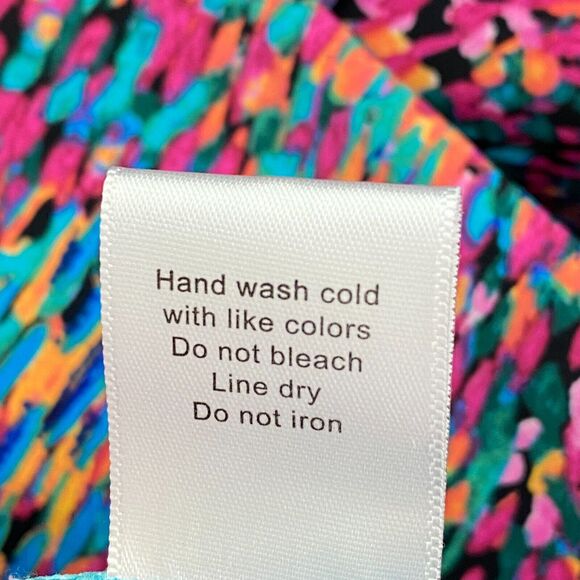 Hand wash cold
with like colors
Do not bleach
Line dry
Do not iron